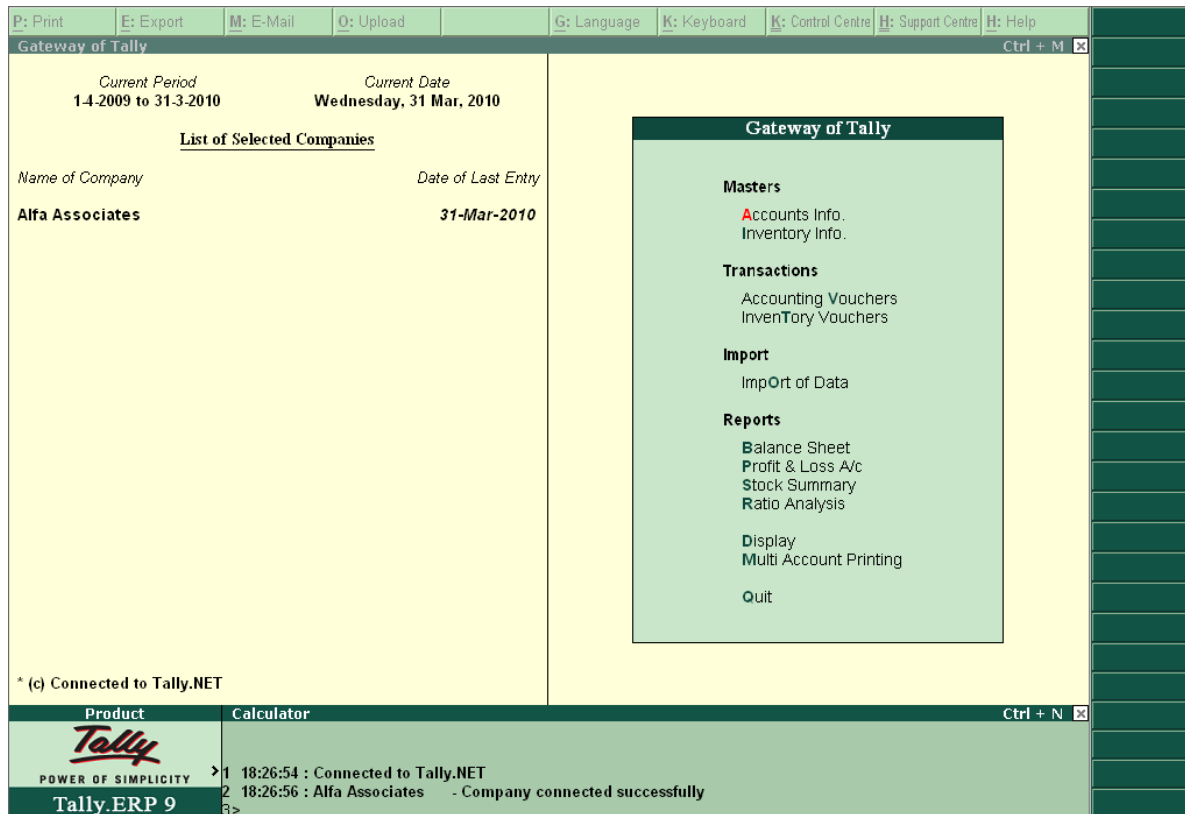 P: Print E: Export M: E-Mail O: Upload G: Language K: Keyboard K: Control Centre H: Support Centre H: Help
Gateway of Tally Ctrl + M
Current Period Current Date
1-4-2009 to 31-3-2010 Wednesday, 31 Mar, 2010
List of Selected Companies
Name of Company Date of Last Entry
Alfa Associates 31-Mar-2010
* (c) Connected to Tally.NET
Gateway of Tally
Masters
Accounts Info.
Inventory Info.
Transactions
Accounting Vouchers
InvenTory Vouchers
Import
ImpOrt of Data
Reports
Balance Sheet
Profit & Loss A/c
Stock Summary
Ratio Analysis
Display
Multi Account Printing
Quit
Product
Tally
POWER OF SIMPLICITY
Tally.ERP 9
Calculator Ctrl + N
1 18:26:54 : Connected to Tally.NET
2 18:26:56 : Alfa Associates - Company connected successfully
3>